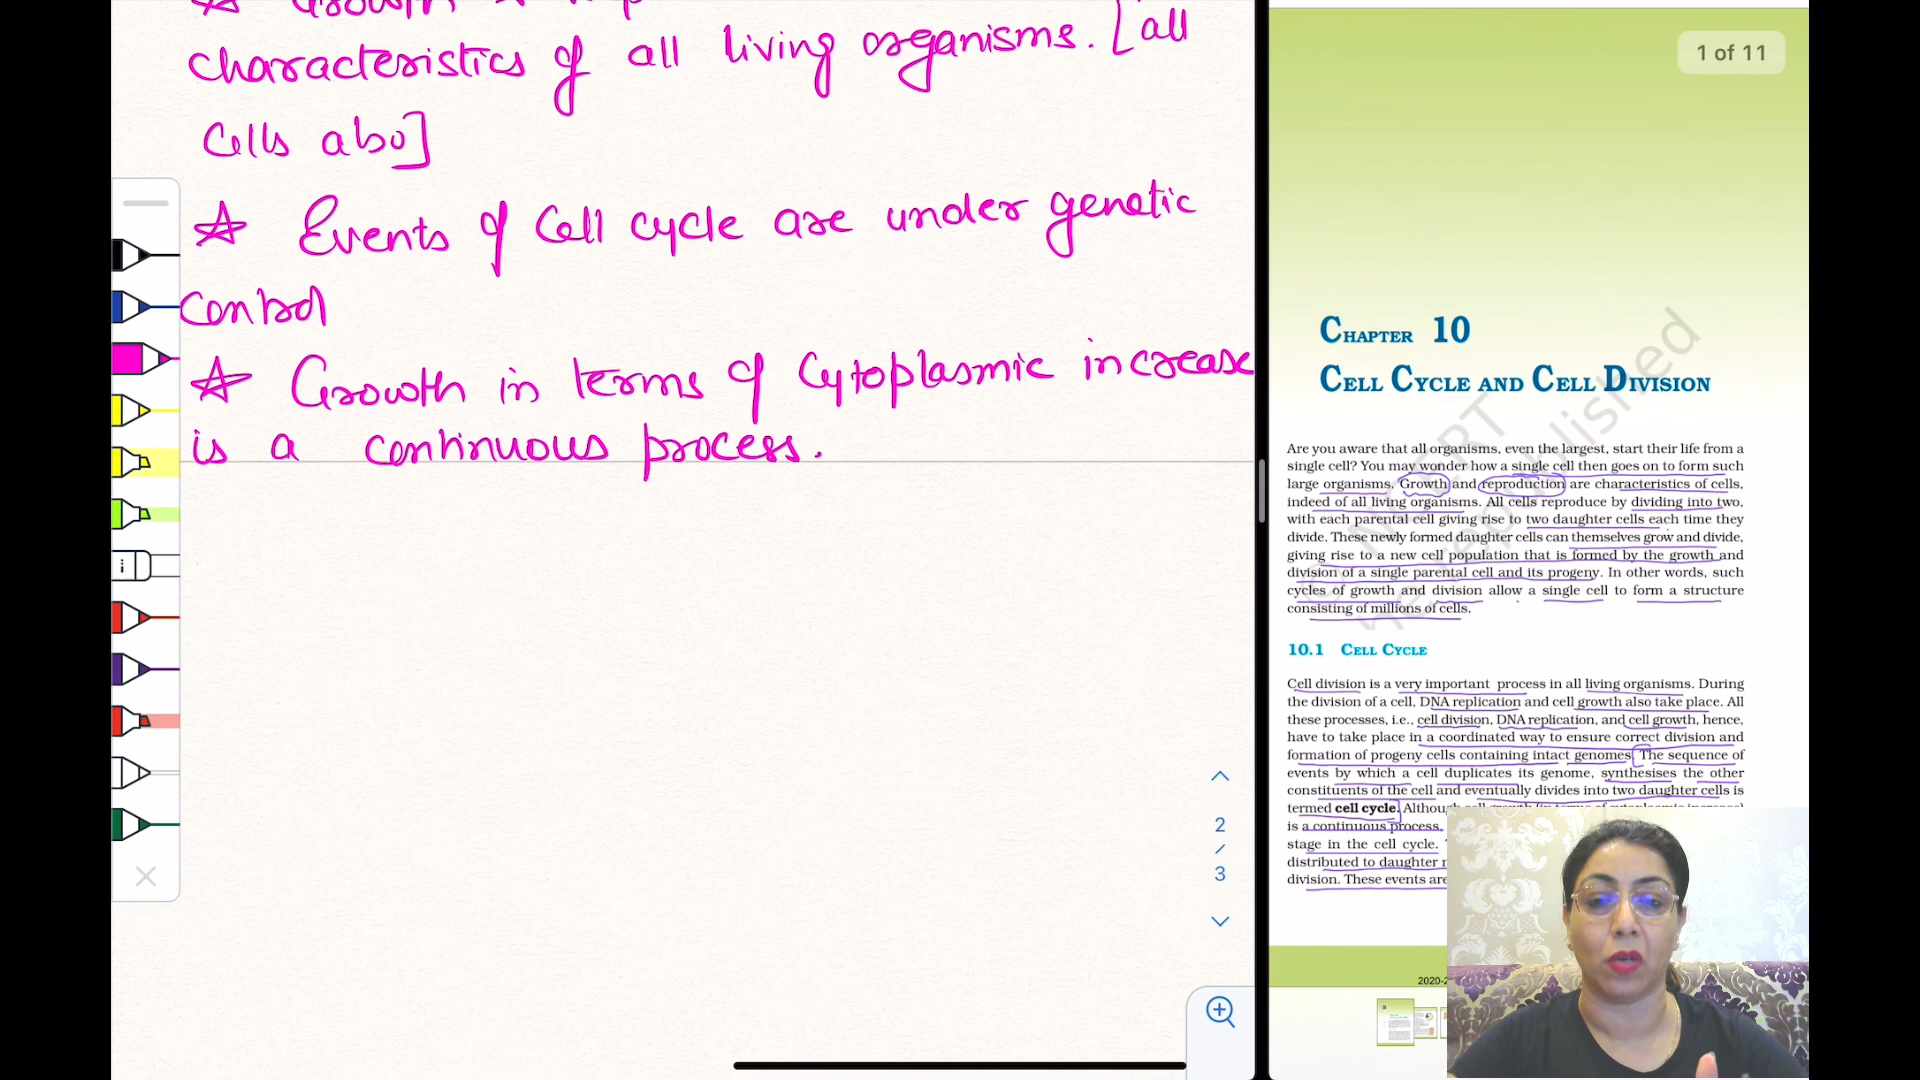 characteristics of all living organisms. [all
cells also]
☆ Events of Cell cycle are under genetic
control
☆ Growth in terms of Cytoplasmic increase
is a continuous process.
2
/
3
1 of 11
CHAPTER 10
CELL CYCLE AND CELL DIVISION
Are you aware that all organisms, even the largest, start their life from a
single cell? You may wonder how a single cell then goes on to form such
large organisms. Growth and reproduction are characteristics of cells,
indeed of all living organisms. All cells reproduce by dividing into two,
with each parental cell giving rise to two daughter cells each time they
divide. These newly formed daughter cells can themselves grow and divide,
giving rise to a new cell population that is formed by the growth and
division of a single parental cell and its progeny. In other words, such
cycles of growth and division allow a single cell to form a structure
consisting of millions of cells.
10.1 CELL CYCLE
Cell division is a very important process in all living organisms. During
the division of a cell, DNA replication and cell growth also take place. All
these processes, i.e., cell division, DNA replication, and cell growth, hence,
have to take place in a coordinated way to ensure correct division and
formation of progeny cells containing intact genomes. The sequence of
events by which a cell duplicates its genome, synthesises the other
constituents of the cell and eventually divides into two daughter cells is
termed cell cycle. Although cell growth (in terms of cytoplasmic increase)
is a continuous process,
stage in the cell cycle.
distributed to daughter
division. These events are